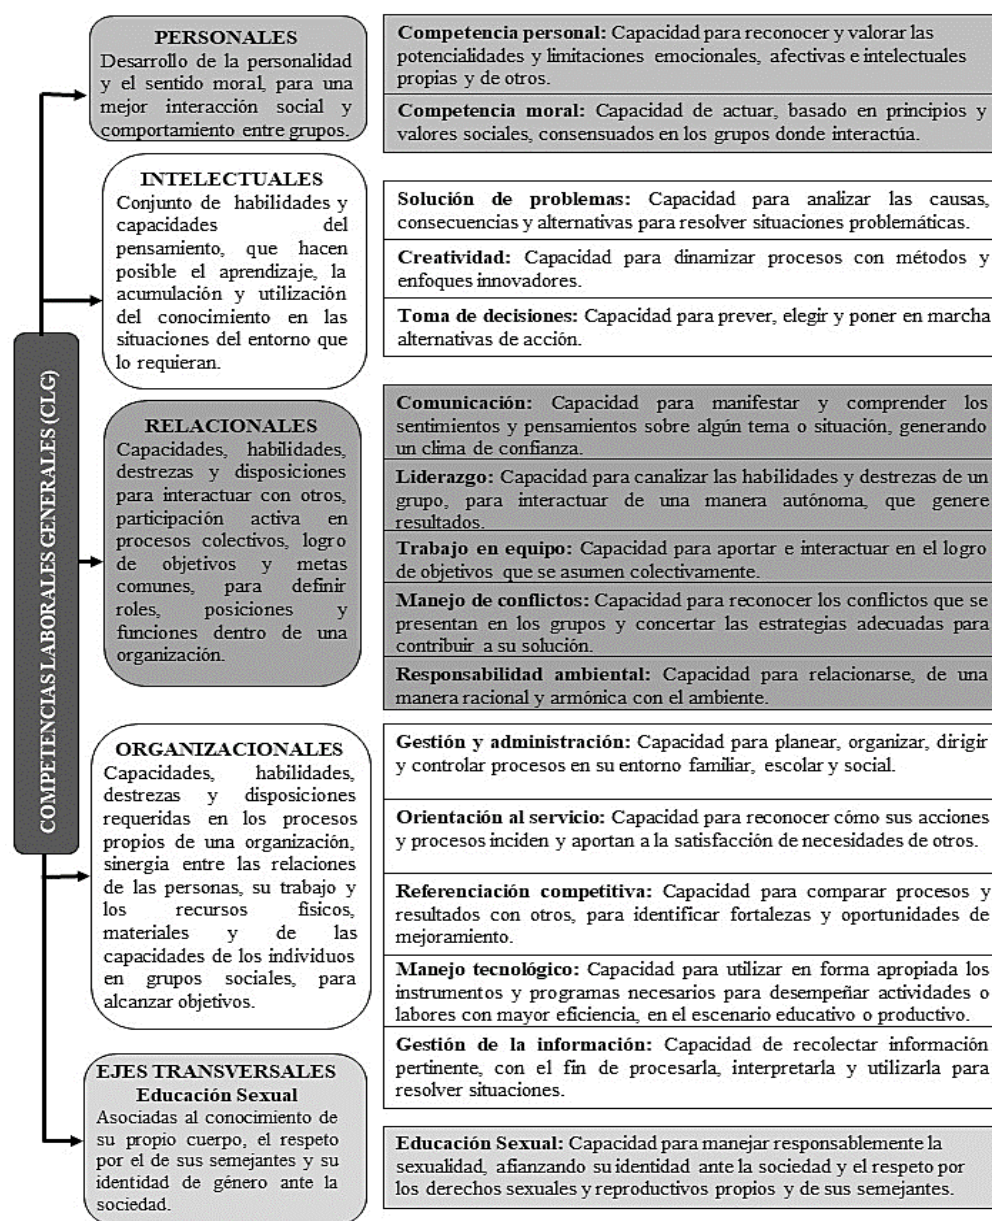 COMPETENCIAS LABORALES GENERALES (CLG)
PERSONALES
Desarrollo de la personalidad
y el sentido moral, para una
mejor interacción social y
comportamiento entre grupos.
Competencia personal: Capacidad para reconocer y valorar las
potencialidades y limitaciones emocionales, afectivas e intelectuales
propias y de otros.
Competencia moral: Capacidad de actuar, basado en principios y
valores sociales, consensuados en los grupos donde interactúa.
INTELECTUALES
Conjunto de habilidades y
capacidades del
pensamiento, que hacen
posible el aprendizaje, la
acumulación y utilización
del conocimiento en las
situaciones del entorno que
lo requieran.
Solución de problemas: Capacidad para analizar las causas,
consecuencias y alternativas para resolver situaciones problemáticas.
Creatividad: Capacidad para dinamizar procesos con métodos y
enfoques innovadores.
Toma de decisiones: Capacidad para prever, elegir y poner en marcha
alternativas de acción.
RELACIONALES
Capacidades, habilidades,
destrezas y disposiciones
para interactuar con otros,
participación activa en
procesos colectivos, logro
de objetivos y metas
comunes, para definir
roles, posiciones y
funciones dentro de una
organización.
Comunicación: Capacidad para manifestar y comprender los
sentimientos y pensamientos sobre algún tema o situación, generando
un clima de confianza.
Liderazgo: Capacidad para canalizar las habilidades y destrezas de un
grupo, para interactuar de una manera autónoma, que genere
resultados.
Trabajo en equipo: Capacidad para aportar e interactuar en el logro
de objetivos que se asumen colectivamente.
Manejo de conflictos: Capacidad para reconocer los conflictos que se
presentan en los grupos y concertar las estrategias adecuadas para
contribuir a su solución.
Responsabilidad ambiental: Capacidad para relacionarse, de una
manera racional y armónica con el ambiente.
ORGANIZACIONALES
Capacidades, habilidades,
destrezas y disposiciones
requeridas en los procesos
propios de una organización,
sinergia entre las relaciones
de las personas, su trabajo y
los recursos físicos,
materiales y de las
capacidades de los individuos
en grupos sociales, para
alcanzar objetivos.
Gestión y administración: Capacidad para planear, organizar, dirigir
y controlar procesos en su entorno familiar, escolar y social.
Orientación al servicio: Capacidad para reconocer cómo sus acciones
y procesos inciden y aportan a la satisfacción de necesidades de otros.
Referenciación competitiva: Capacidad para comparar procesos y
resultados con otros, para identificar fortalezas y oportunidades de
mejoramiento.
Manejo tecnológico: Capacidad para utilizar en forma apropiada los
instrumentos y programas necesarios para desempeñar actividades o
labores con mayor eficiencia, en el escenario educativo o productivo.
Gestión de la información: Capacidad de recolectar información
pertinente, con el fin de procesarla, interpretarla y utilizarla para
resolver situaciones.
EJES TRANSVERSALES
Educación Sexual
Asociadas al conocimiento de
su propio cuerpo, el respeto
por el de sus semejantes y su
identidad de género ante la
sociedad.
Educación Sexual: Capacidad para manejar responsablemente la
sexualidad, afianzando su identidad ante la sociedad y el respeto por
los derechos sexuales y reproductivos propios y de sus semejantes.